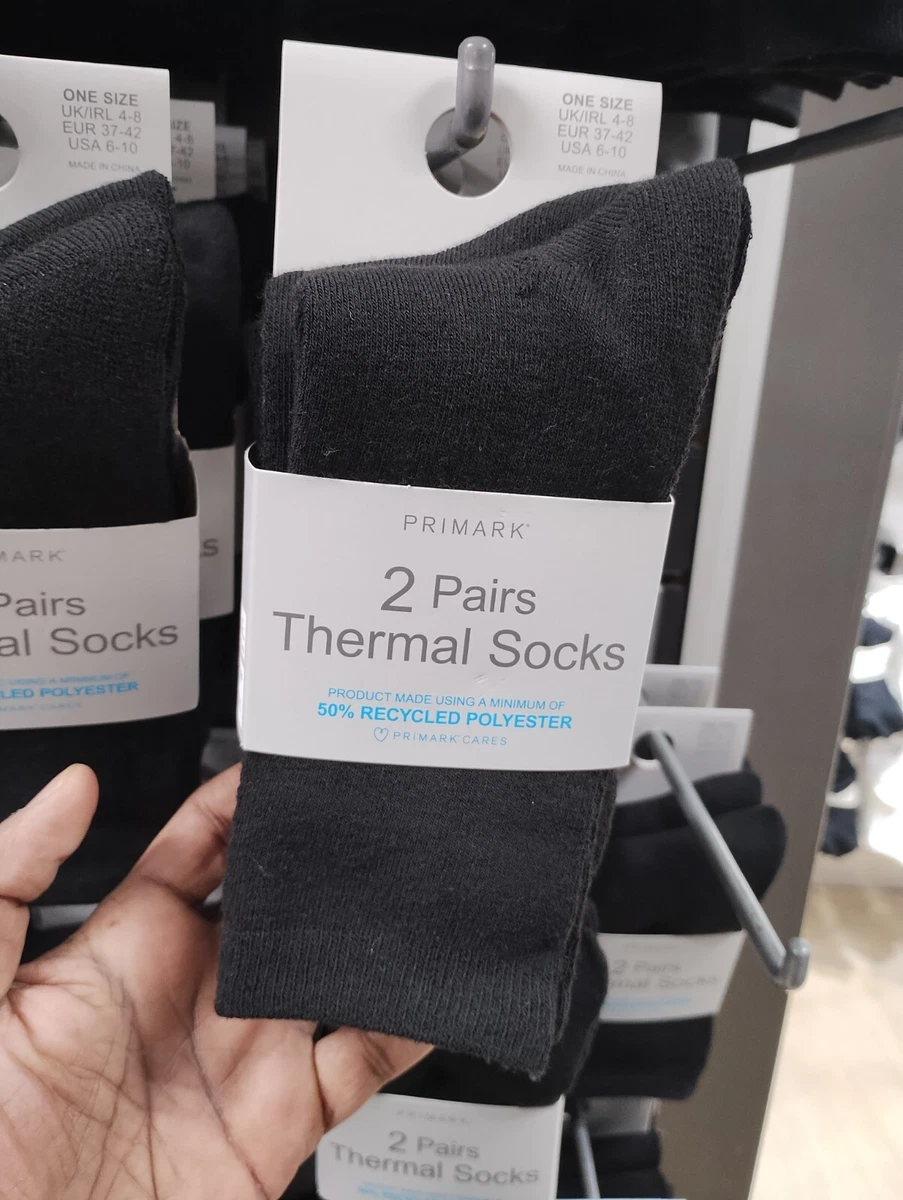 ONE SIZE
UK/IRL 4-8
EUR 37-42
USA 6-10
MADE IN CHINA
ONE SIZE
UK/IRL 4-8
EUR 37-42
USA 6-10
MADE IN CHINA
PRIMARK
2 Pairs
Thermal Socks
PRODUCT MADE USING A MINIMUM OF
50% RECYCLED POLYESTER
PRIMARK CARES
Pairs
Socks
POLYESTER
2 Pairs
Socks
PRIMARK
2 Pairs
Thermal Socks